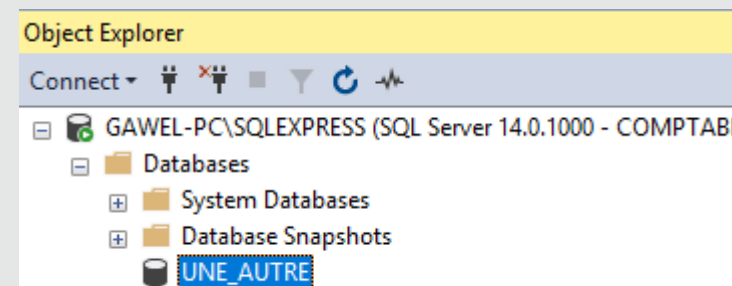 Object Explorer
Connect
GAWEL-PC\SQLEXPRESS (SQL Server 14.0.1000 - COMPTAB
Databases
System Databases
Database Snapshots
UNE_AUTRE